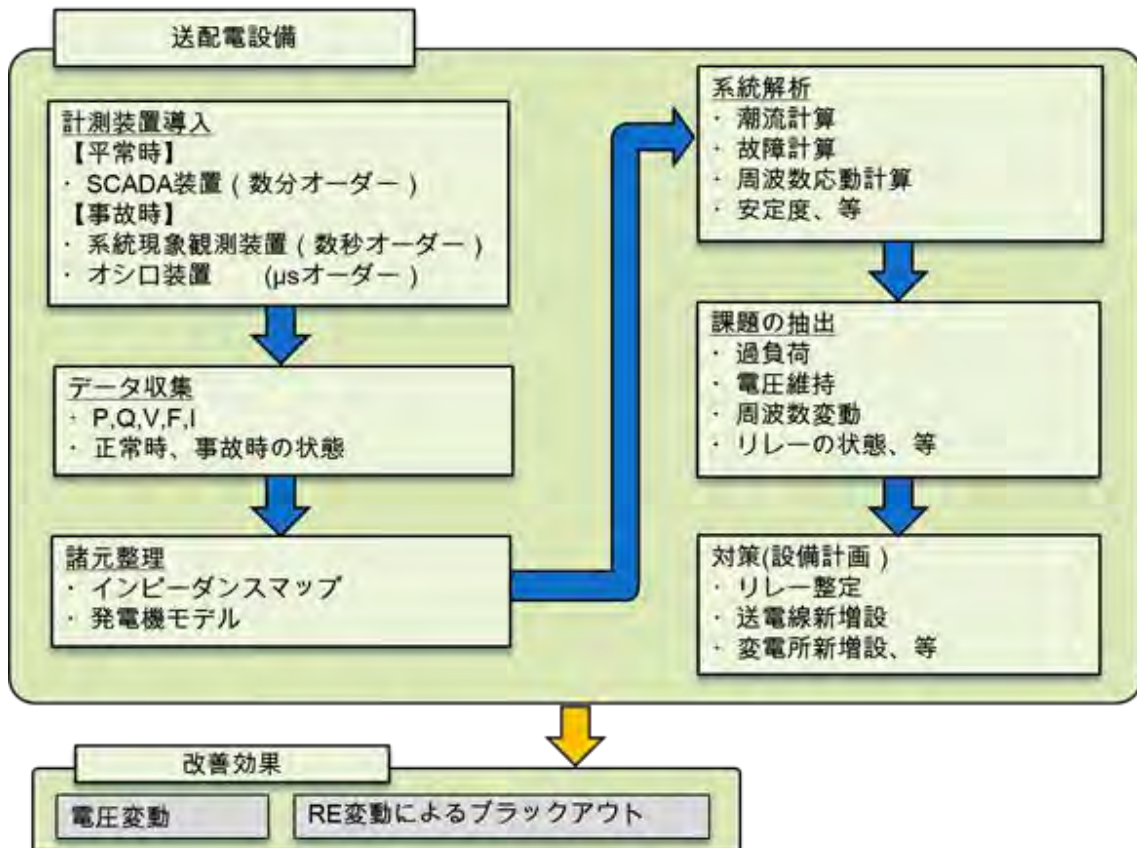 送配電設備
計測装置導入
【平常時】
・ SCADA装置（数分オーダー）
【事故時】
・ 系統現象観測装置（数秒オーダー）
・ オシロ装置　　(μsオーダー）
データ収集
・ P,Q,V,F,I
・ 正常時、事故時の状態
諸元整理
・ インピーダンスマップ
・ 発電機モデル
系統解析
・ 潮流計算
・ 故障計算
・ 周波数応動計算
・ 安定度、等
課題の抽出
・ 過負荷
・ 電圧維持
・ 周波数変動
・ リレーの状態、等
対策(設備計画）
・ リレー整定
・ 送電線新増設
・ 変電所新増設、等
改善効果
電圧変動
RE変動によるブラックアウト